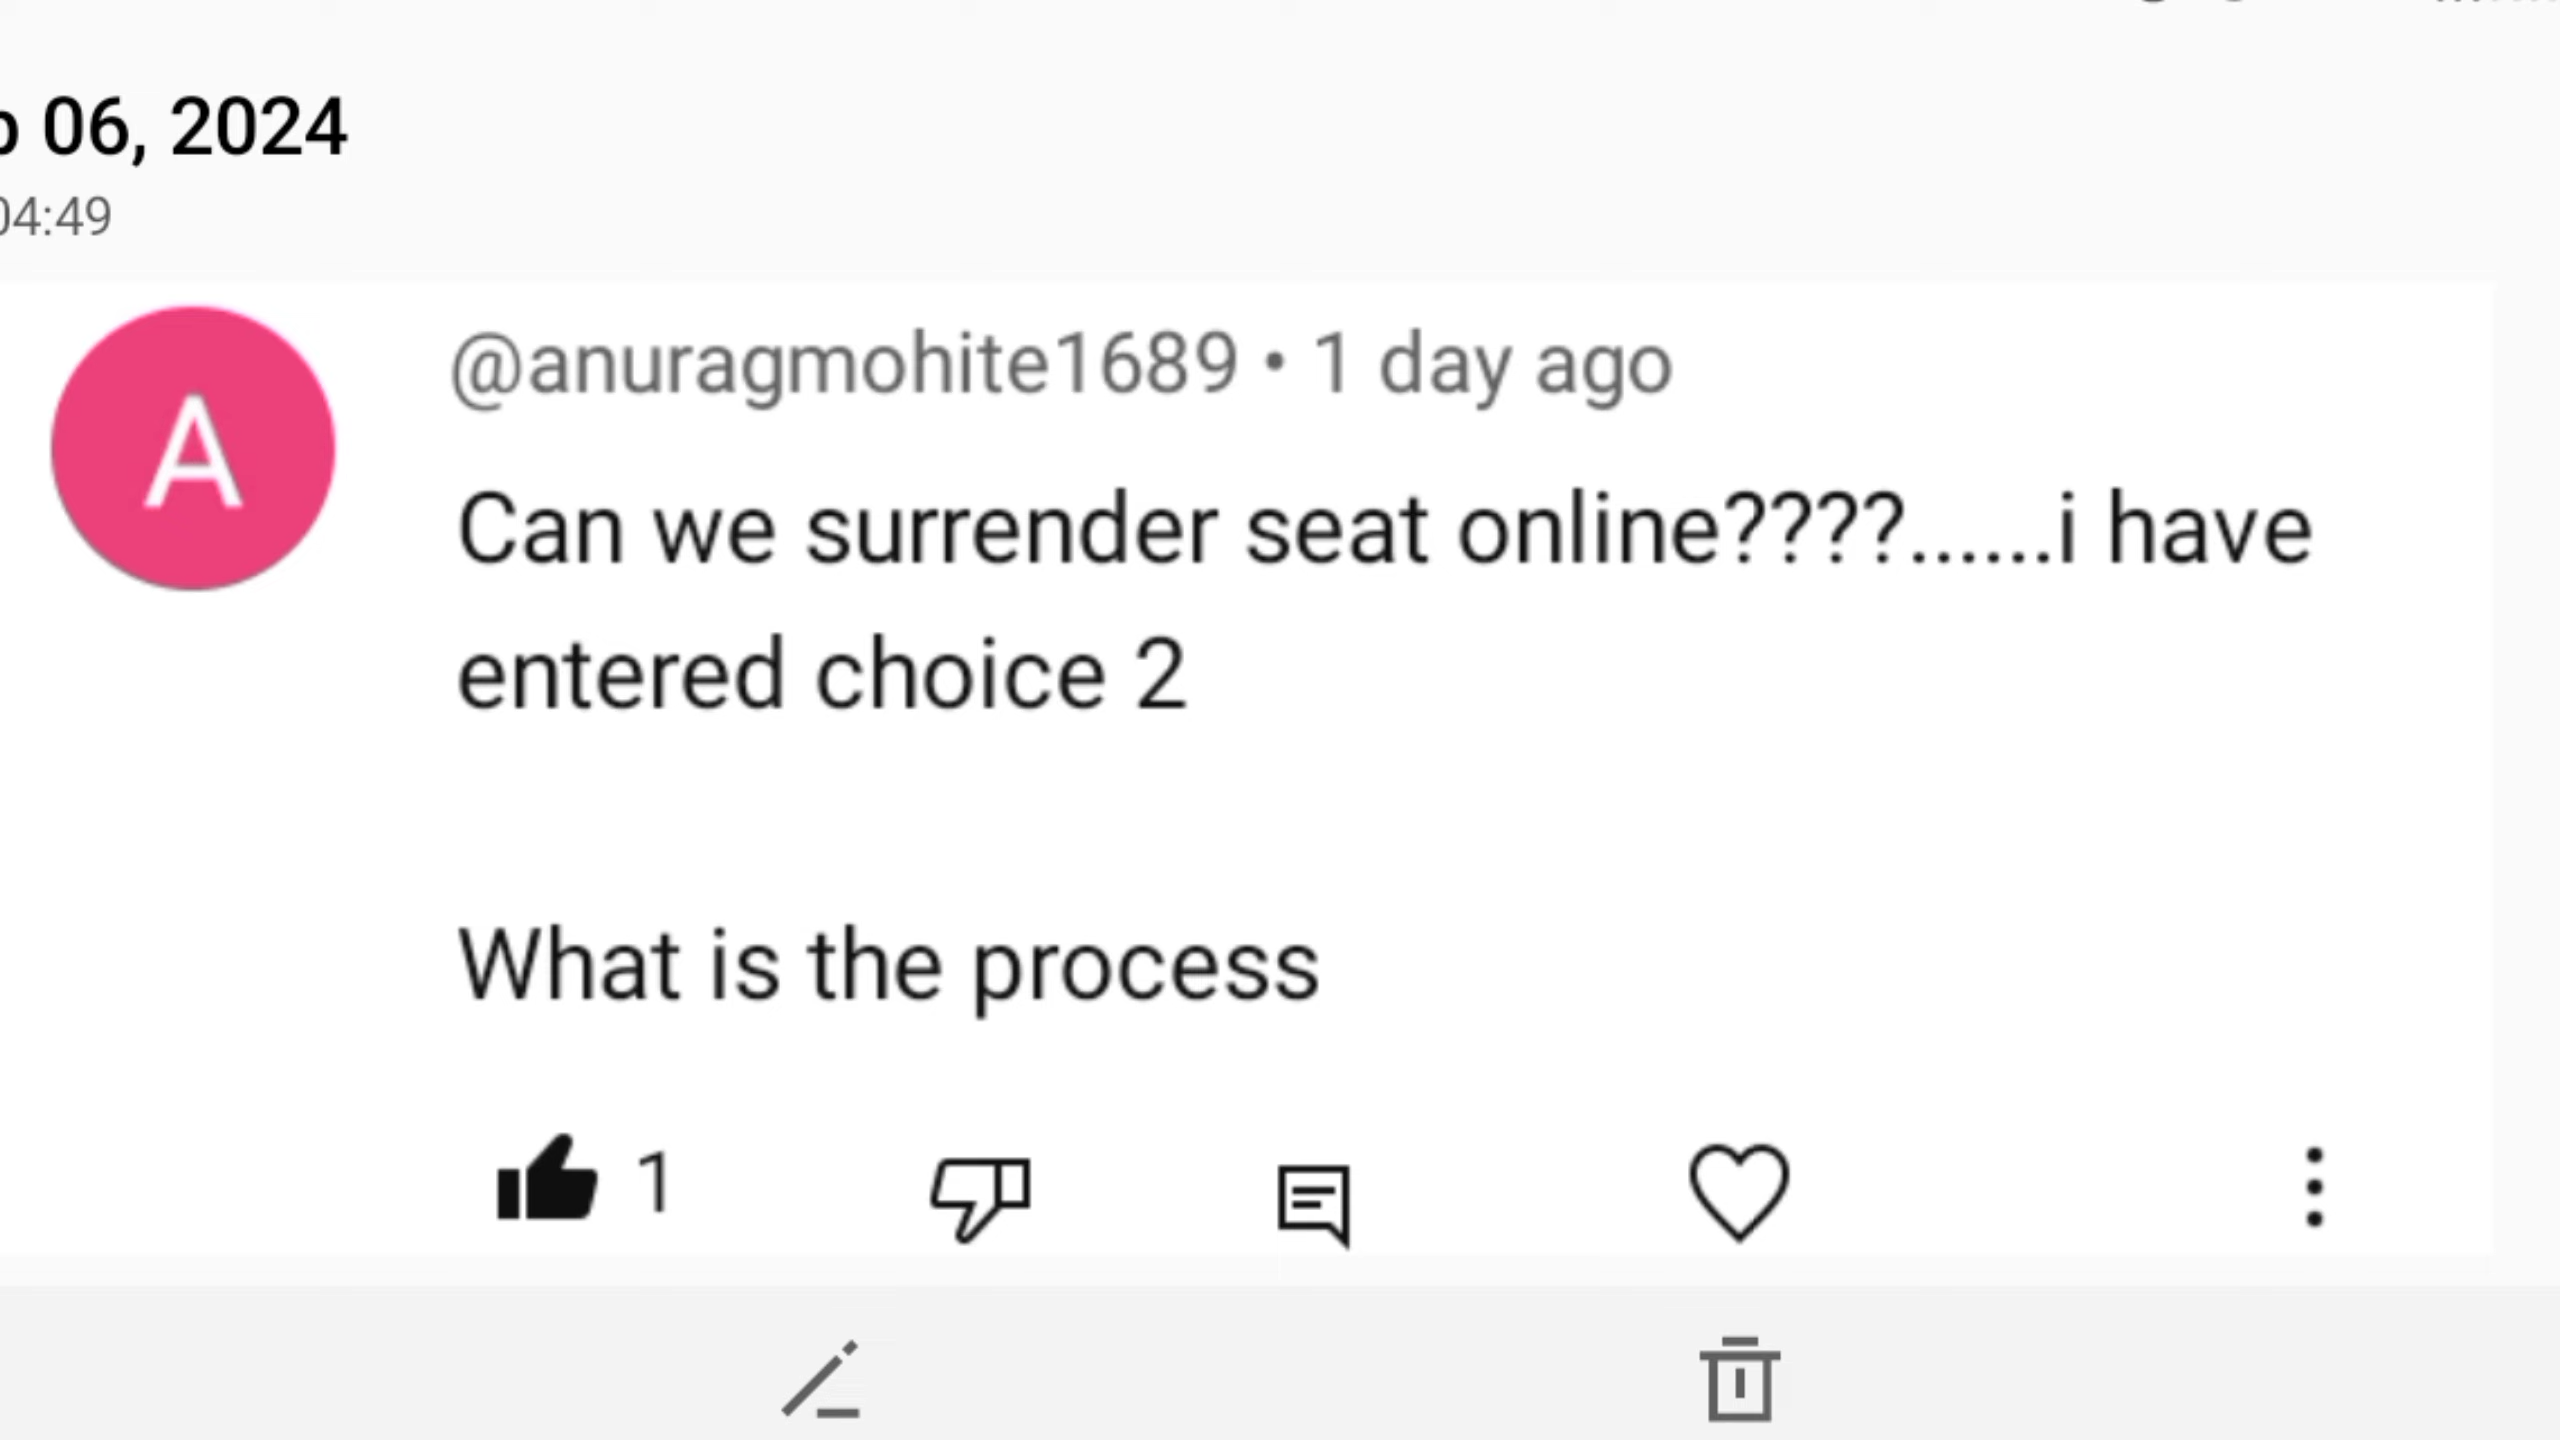 06, 2024
04:49
@anuragmohite1689 • 1 day ago
Can we surrender seat online????......i have
entered choice 2
What is the process
1